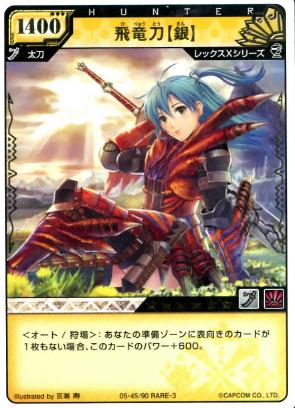 HUNTER
1400
ひりゅうとう ぎん
飛竜刀【銀】
太刀
レックスXシリーズ
<オート / 狩場>：あなたの準備ゾーンに表向きのカードが
1枚もない場合、このカードのパワー+600。
Illustrated by 百瀬 寿
05-45/90 RARE-3
©CAPCOM CO., LTD.